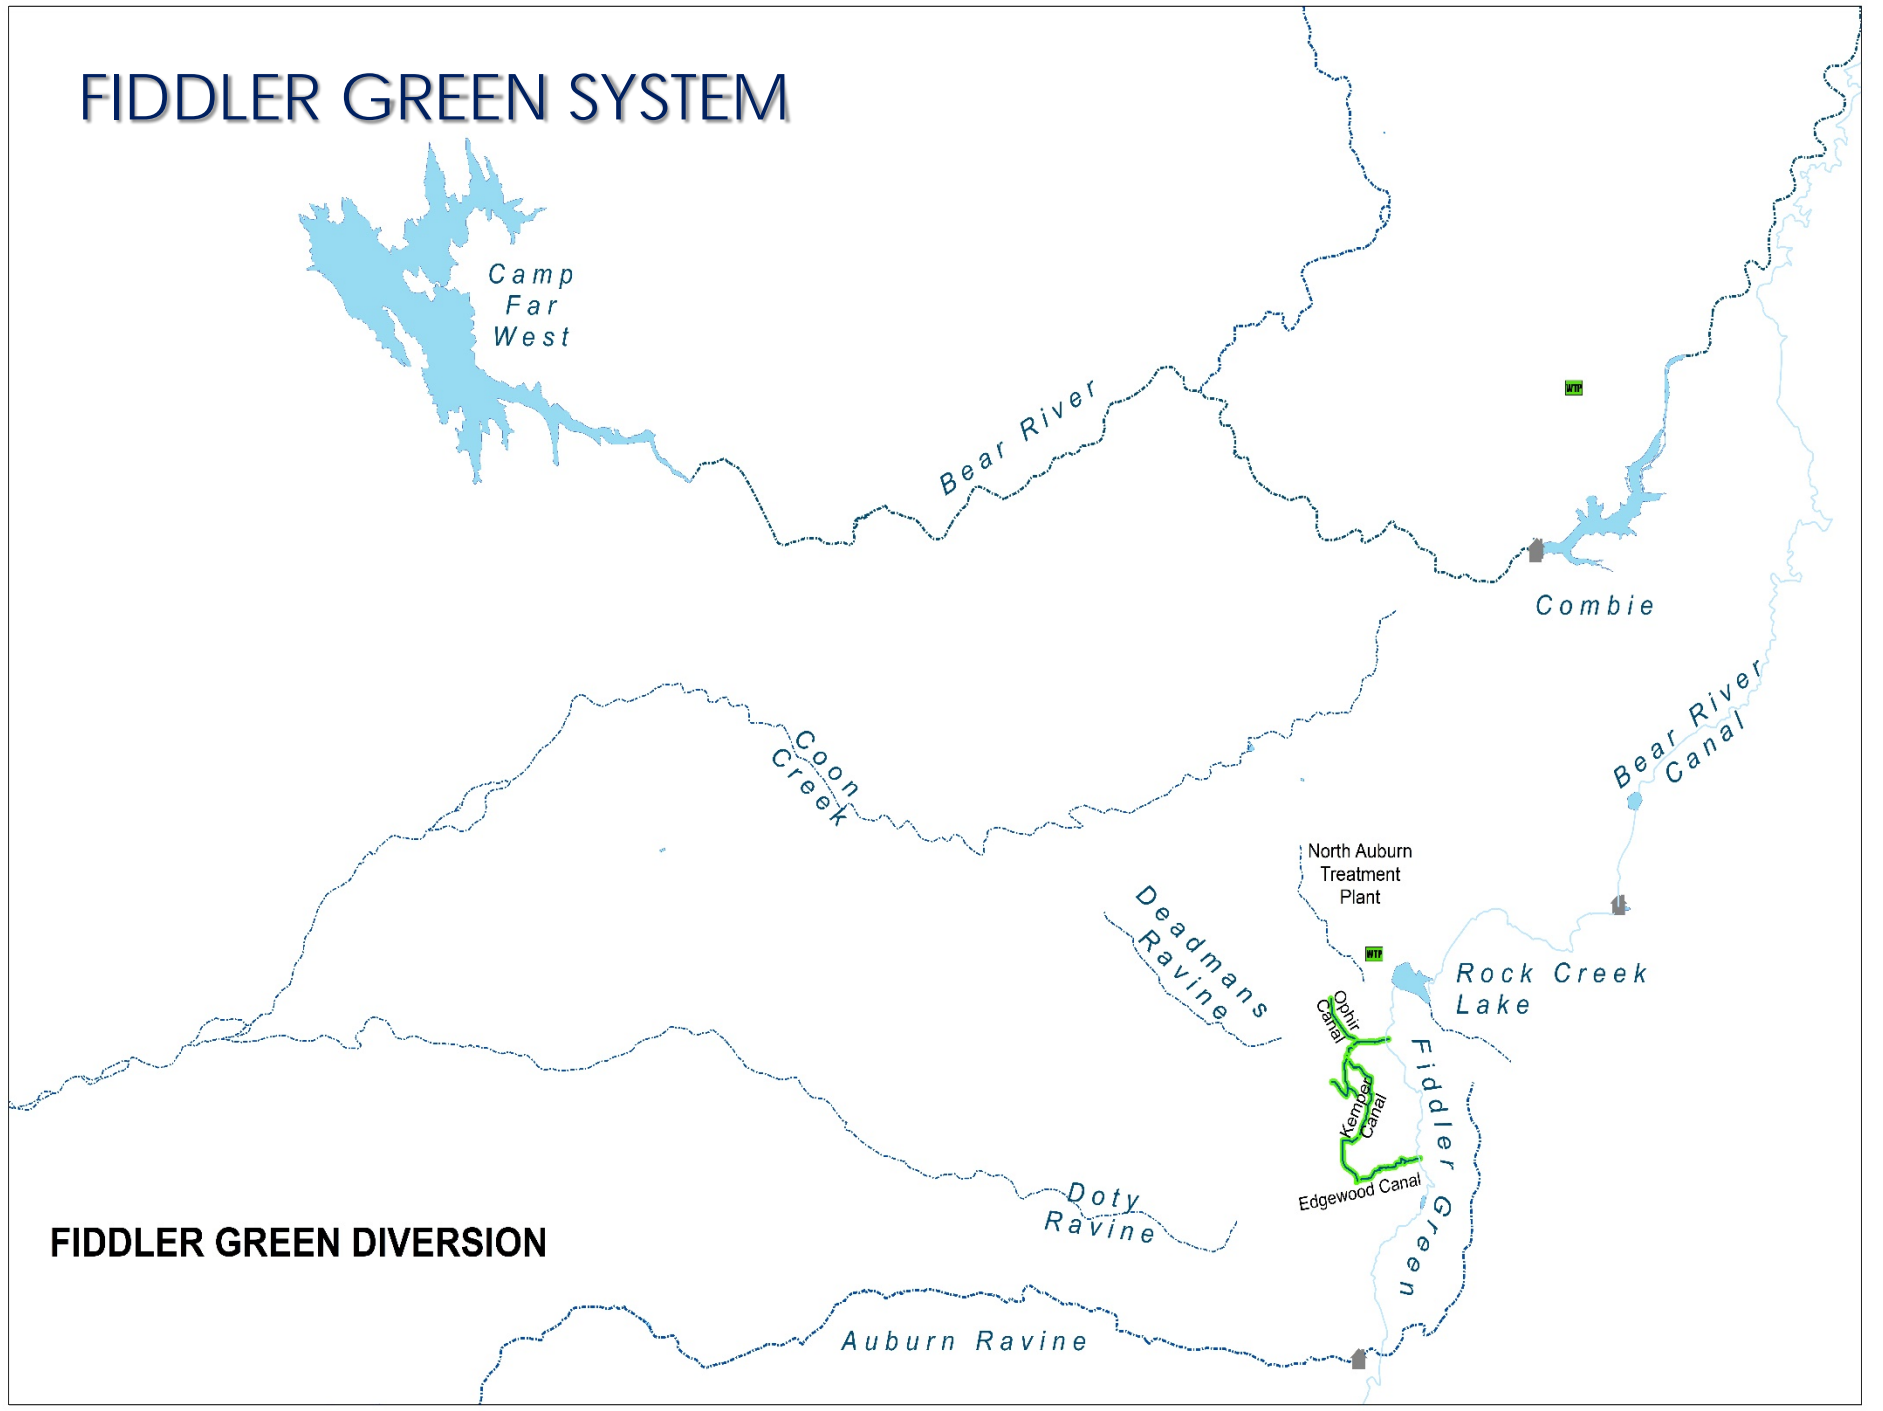 FIDDLER GREEN SYSTEM
Camp
Far
West
Bear River
WTP
Combie
Bear River
Canal
Coon
Creek
North Auburn
Treatment
Plant
Deadmans
Ravine
WTP
Rock Creek
Lake
Ophir
Canal
Fiddler Green
Kemper
Canal
Edgewood Canal
Doty
Ravine
FIDDLER GREEN DIVERSION
Auburn Ravine